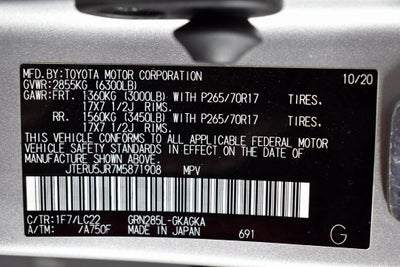 MFD.BY:TOYOTA MOTOR CORPORATION 10/20
GVWR:2855KG (6300LB)
GAWR:FRT. 1360KG (3000LB) WITH P265/70R17 TIRES,
17X7 1/2J RIMS.
RR. 1560KG (3450LB) WITH P265/70R17 TIRES,
17X7 1/2J RIMS.
THIS VEHICLE CONFORMS TO ALL APPLICABLE FEDERAL MOTOR
VEHICLE SAFETY STANDARDS IN EFFECT ON THE DATE OF
MANUFACTURE SHOWN ABOVE.
JTERU5JR7M5871908 MPV
C/TR:1F7/LC22 GRN285L-GKAGKA
A/TM: /A750F MADE IN JAPAN 691 G